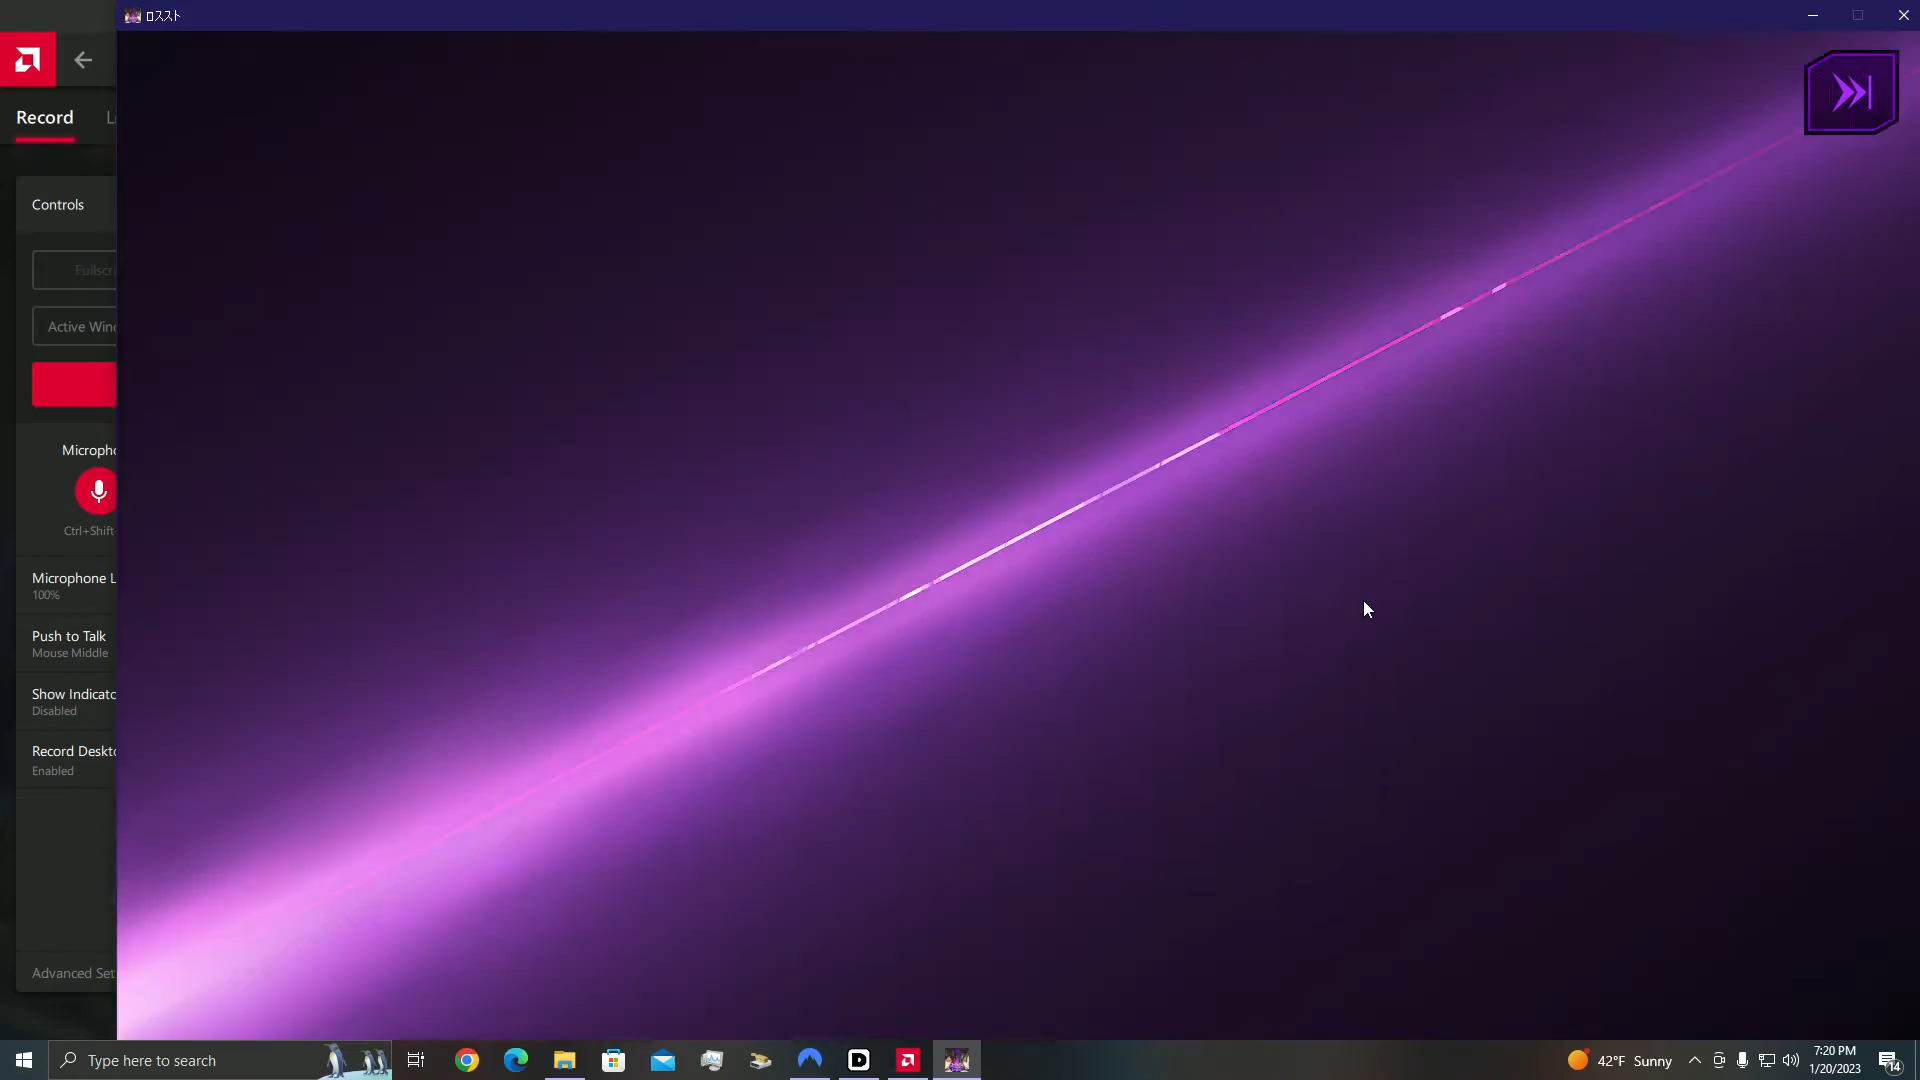 ロススト
Record
Controls
Fullscr
Active Wind
Microph
Ctrl+Shift
Microphone L
100%
Push to Talk
Mouse Middle
Show Indicato
Disabled
Record Deskto
Enabled
Advanced Set
Type here to search
D
42°F Sunny
7:20 PM
1/20/2023
14